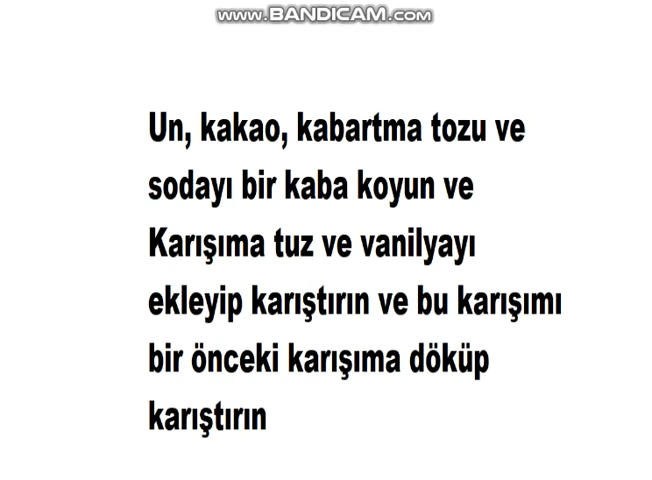 www.BANDICAM.com
Un, kakao, kabartma tozu ve
sodayı bir kaba koyun ve
Karışıma tuz ve vanilyayı
ekleyip karıştırın ve bu karışımı
bir önceki karışıma döküp
karıştırın